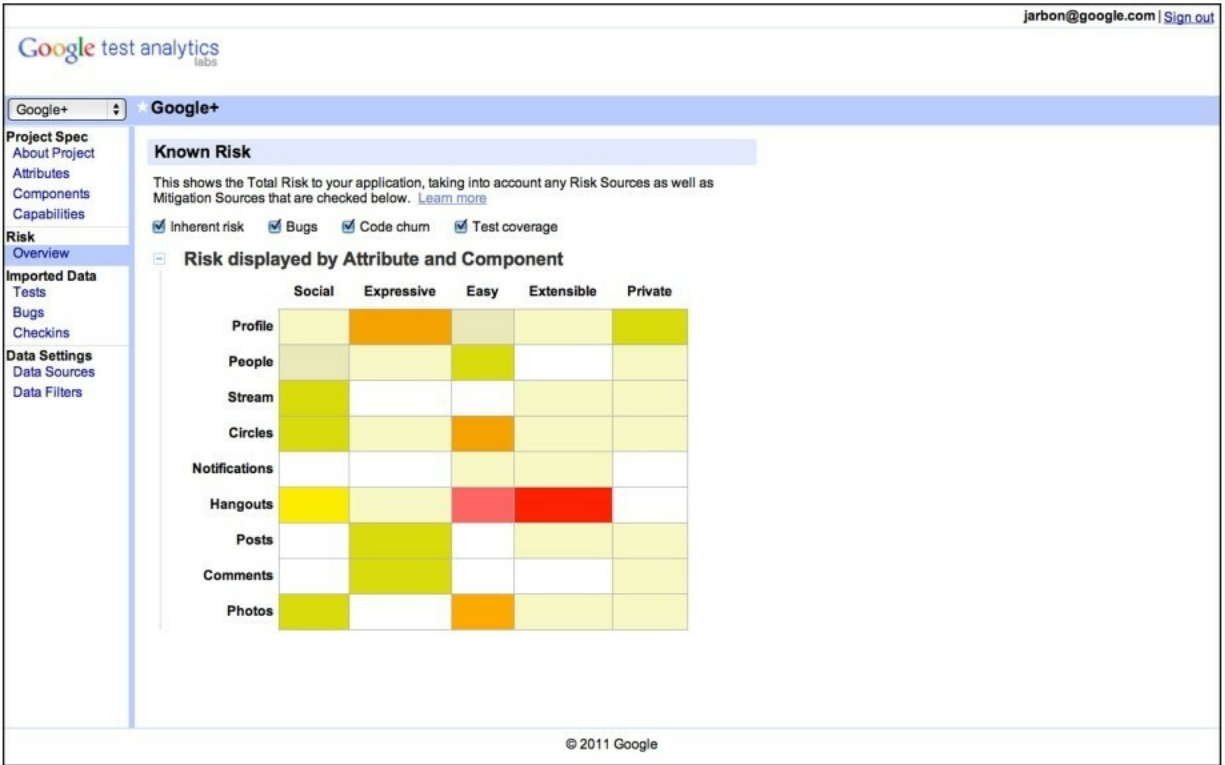 jarbon@google.com | Sign out
Google test analytics
labs
Google+
Google+
Project Spec
About Project
Attributes
Components
Capabilities
Risk
Overview
Imported Data
Tests
Bugs
Checkins
Data Settings
Data Sources
Data Filters
Known Risk
This shows the Total Risk to your application, taking into account any Risk Sources as well as
Mitigation Sources that are checked below. Learn more
Inherent risk Bugs Code churn Test coverage
Risk displayed by Attribute and Component
Social Expressive Easy Extensible Private
Profile
People
Stream
Circles
Notifications
Hangouts
Posts
Comments
Photos
© 2011 Google